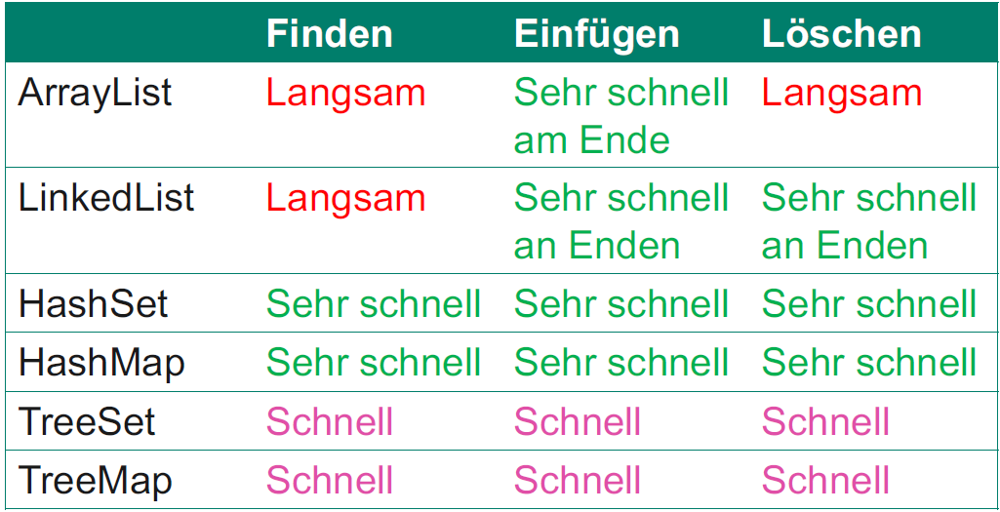 Finden Einfügen Löschen
ArrayList Langsam Sehr schnell Langsam
am Ende
LinkedList Langsam Sehr schnell Sehr schnell
an Enden an Enden
HashSet Sehr schnell Sehr schnell Sehr schnell
HashMap Sehr schnell Sehr schnell Sehr schnell
TreeSet Schnell Schnell Schnell
TreeMap Schnell Schnell Schnell